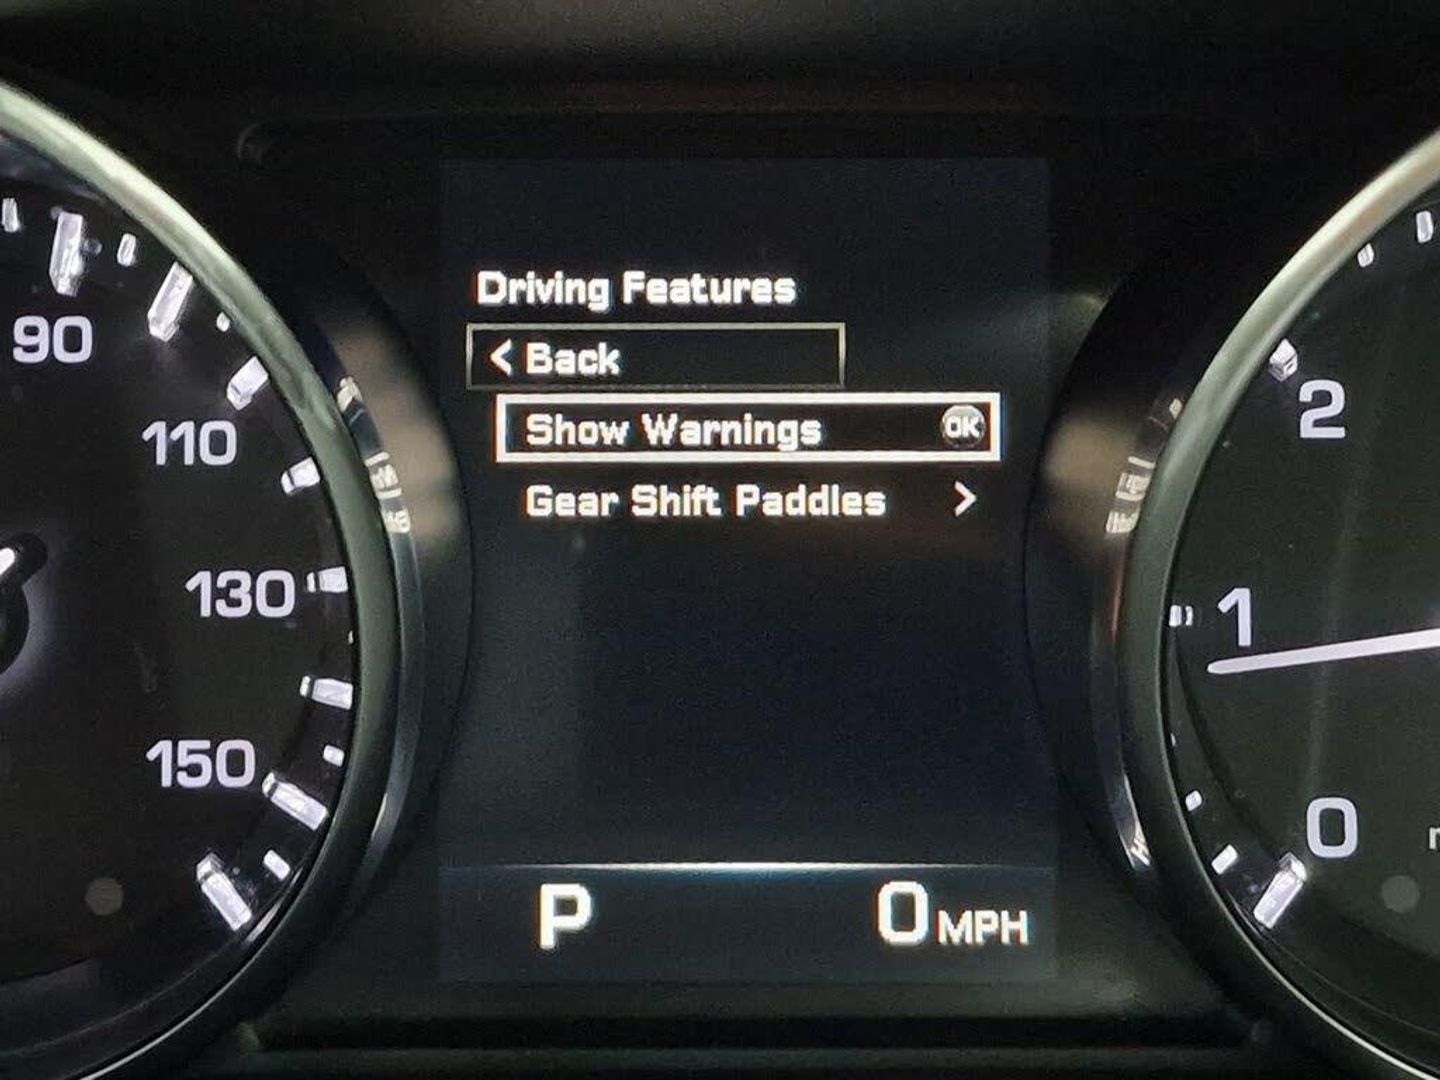 Driving Features
< Back
Show Warnings OK
Gear Shift Paddles >
90
110
130
150
2
1
0
P 0 MPH